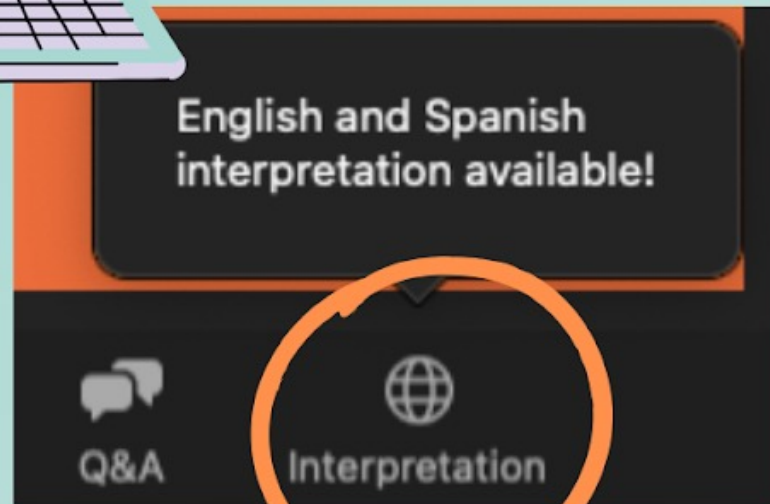 English and Spanish
interpretation available!
Q&A
Interpretation